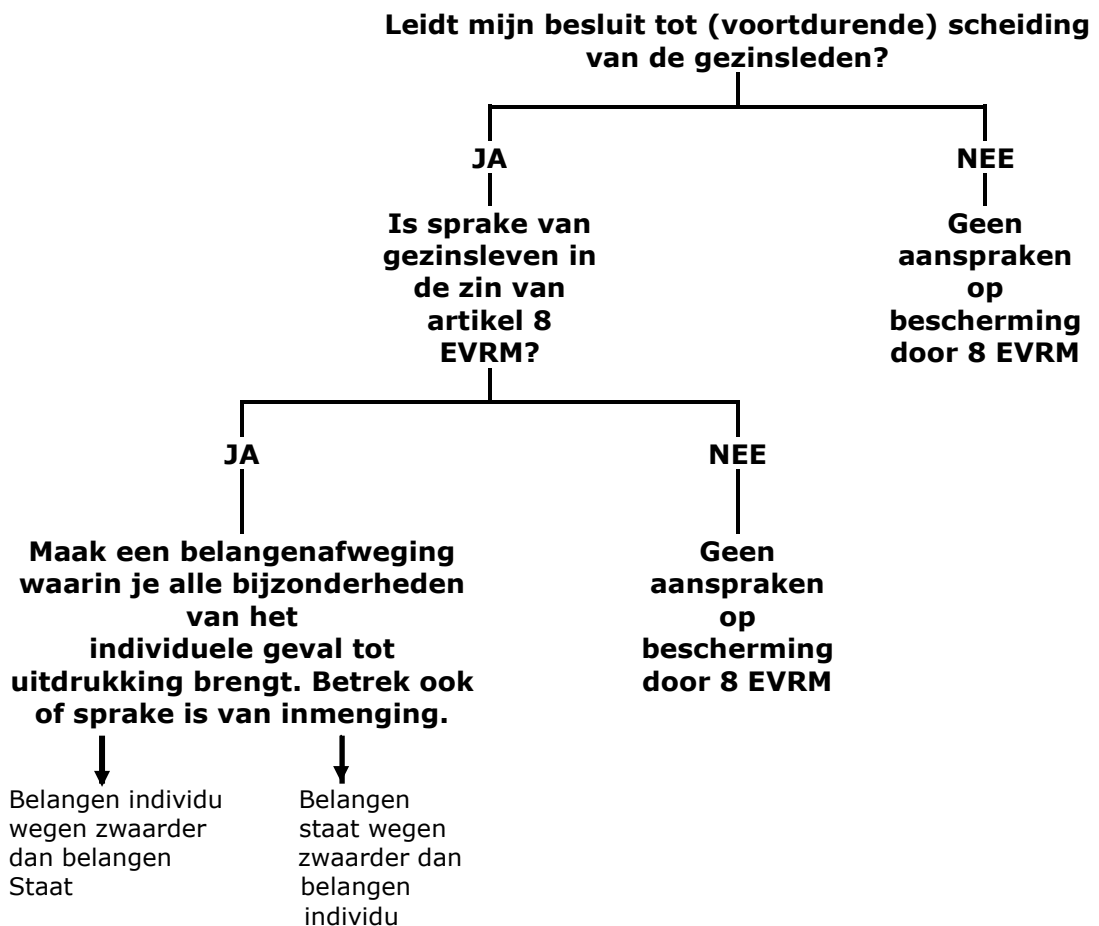 Leidt mijn besluit tot (voortdurende) scheiding
van de gezinsleden?
JA
NEE
Is sprake van
gezinsleven in
de zin van
artikel 8
EVRM?
Geen
aanspraken
op
bescherming
door 8 EVRM
JA
NEE
Maak een belangenafweging
waarin je alle bijzonderheden
van het
individuele geval tot
uitdrukking brengt. Betrek ook
of sprake is van inmenging.
Geen
aanspraken
op
bescherming
door 8 EVRM
Belangen individu
wegen zwaarder
dan belangen
Staat
Belangen
staat wegen
zwaarder dan
belangen
individu